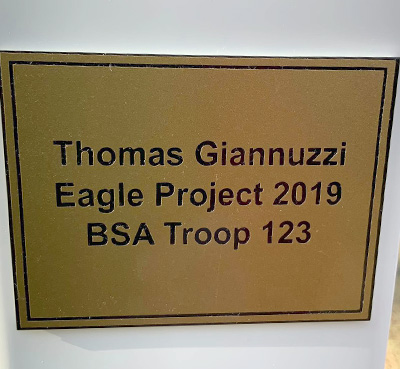 Thomas Giannuzzi
Eagle Project 2019
BSA Troop 123